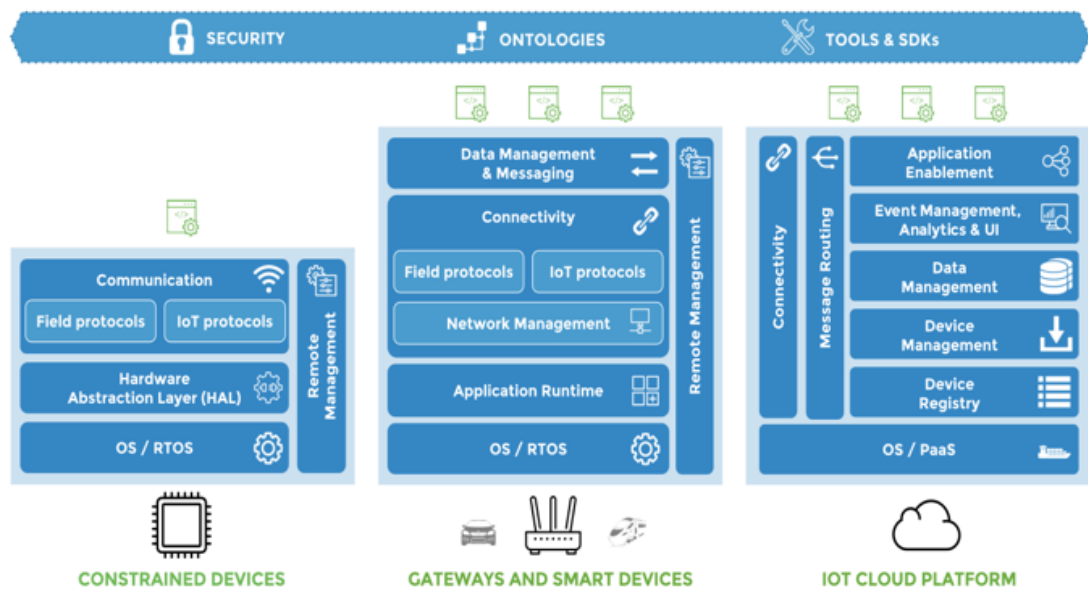 SECURITY
ONTOLOGIES
TOOLS & SDKs
Communication
Field protocols
IoT protocols
Hardware
Abstraction Layer (HAL)
OS / RTOS
Remote
Management
CONSTRAINED DEVICES
Data Management
& Messaging
Connectivity
Field protocols
IoT protocols
Network Management
Application Runtime
OS / RTOS
Remote Management
GATEWAYS AND SMART DEVICES
Connectivity
Message Routing
Application
Enablement
Event Management,
Analytics & UI
Data
Management
Device
Management
Device
Registry
OS / PaaS
IOT CLOUD PLATFORM